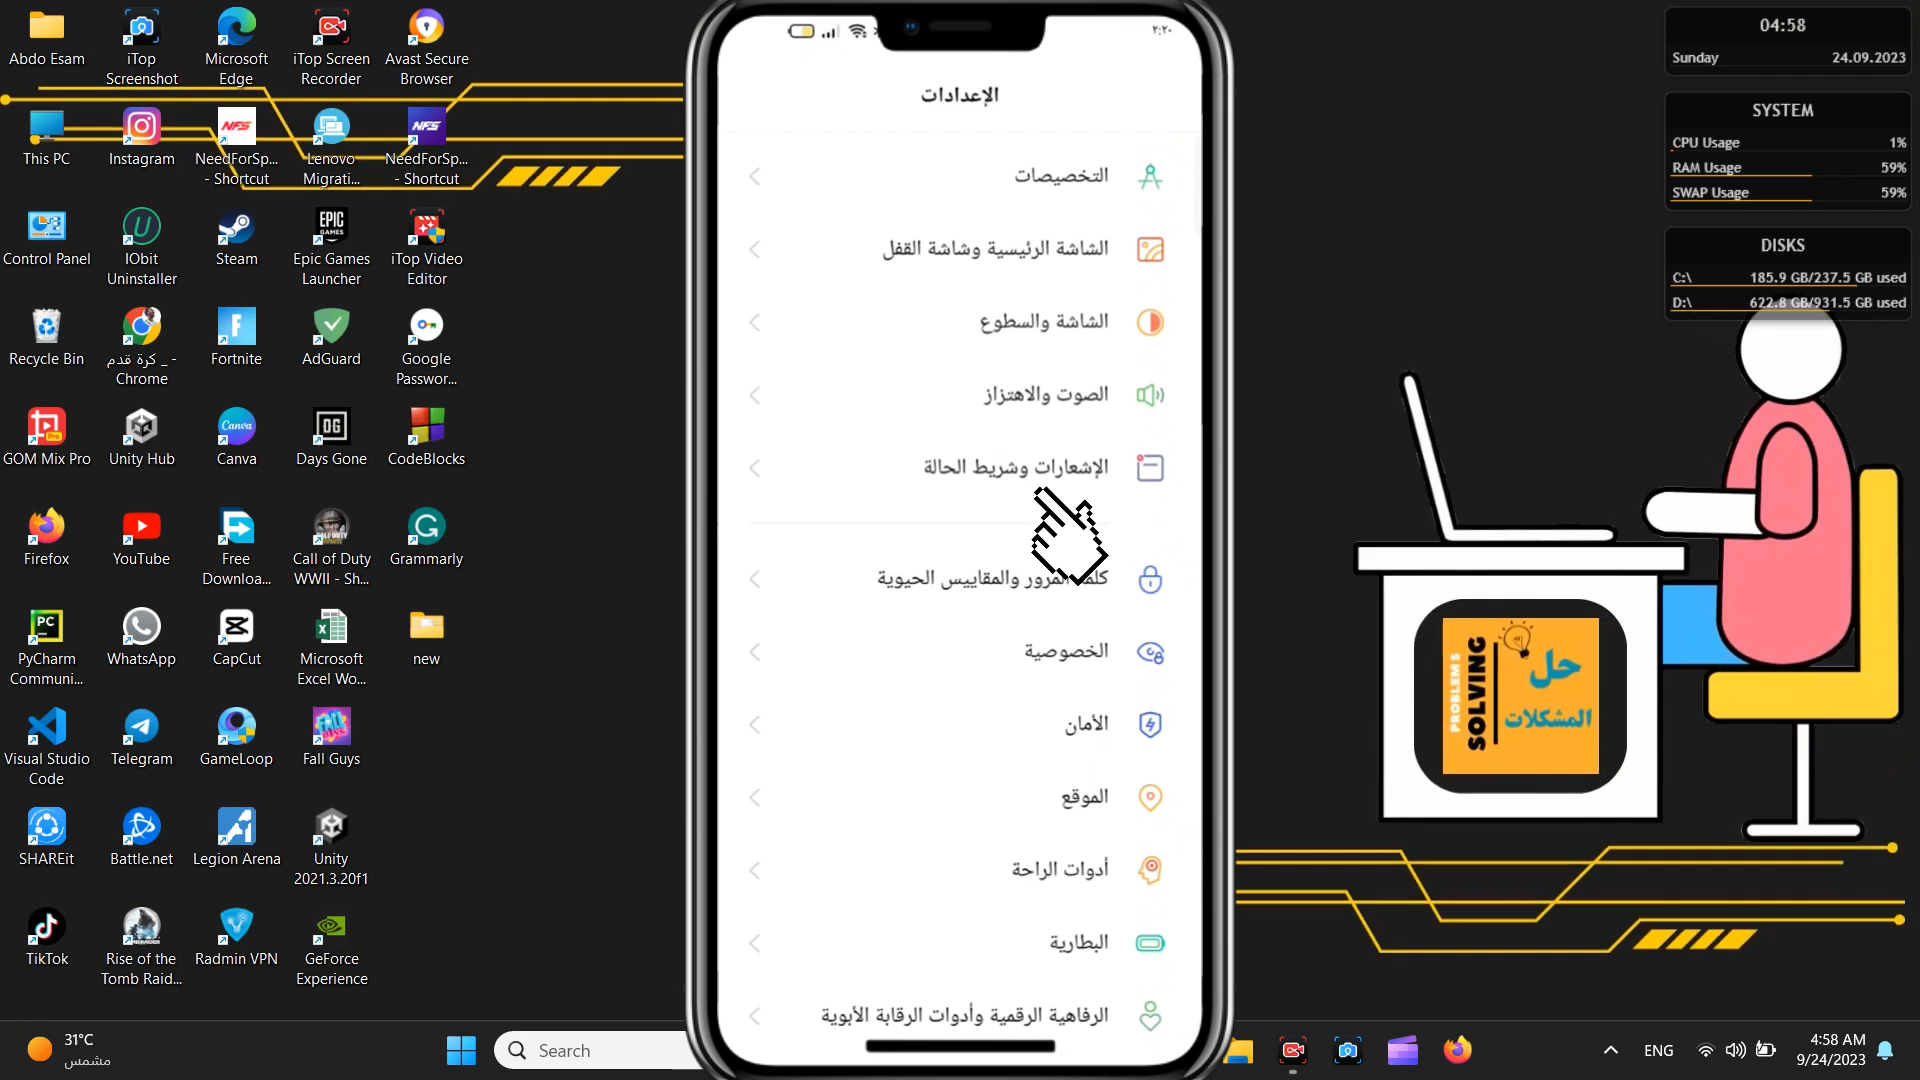 Abdo Esam
iTop
Screenshot
Microsoft
Edge
iTop Screen
Recorder
Avast Secure
Browser
This PC
Instagram
NeedForSp...
- Shortcut
Lenovo
Migrati...
NeedForSp...
- Shortcut
Control Panel
IObit
Uninstaller
Steam
Epic Games
Launcher
iTop Video
Editor
Recycle Bin
كرة قدم _ -
Chrome
Fortnite
AdGuard
Google
Passwor...
GOM Mix Pro
Unity Hub
Canva
Days Gone
CodeBlocks
Firefox
YouTube
Free
Downloa...
Call of Duty
WWII - Sh...
Grammarly
PyCharm
Communi...
WhatsApp
CapCut
Microsoft
Excel Wo...
new
Visual Studio
Code
Telegram
GameLoop
Fall Guys
SHAREit
Battle.net
Legion Arena
Unity
2021.3.20f1
TikTok
Rise of the
Tomb Raid...
Radmin VPN
GeForce
Experience
٢:٢٠
الإعدادات
التخصيصات
الشاشة الرئيسية وشاشة القفل
الشاشة والسطوع
الصوت والاهتزاز
الإشعارات وشريط الحالة
كلمة المرور والمقاييس الحيوية
الخصوصية
الأمان
الموقع
أدوات الراحة
البطارية
الرفاهية الرقمية وأدوات الرقابة الأبوية
04:58
Sunday 24.09.2023
SYSTEM
CPU Usage 1%
RAM Usage 59%
SWAP Usage 59%
DISKS
C:\ 185.9 GB/237.5 GB used
D:\ 622.8 GB/931.5 GB used
PROBLEMS
SOLVING
حل
المشكلات
31°C
مشمس
Search
ENG
4:58 AM
9/24/2023